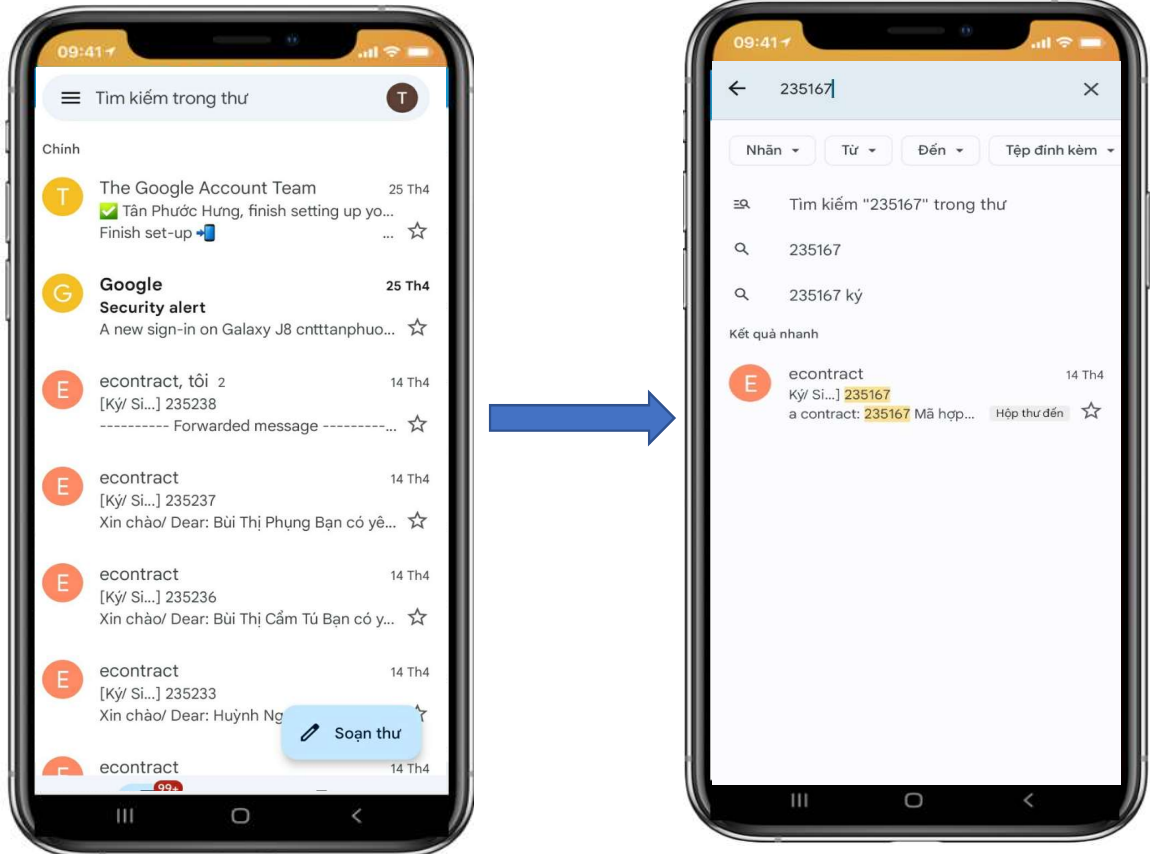 09:41
Tìm kiếm trong thư
T
Chính
T
The Google Account Team 25 Th4
Tân Phước Hưng, finish setting up yo...
Finish set-up ...
G
Google 25 Th4
Security alert
A new sign-in on Galaxy J8 cntttanphuo...
E
econtract, tôi 2 14 Th4
[Ký/ Si...] 235238
---------- Forwarded message ---------...
E
econtract 14 Th4
[Ký/ Si...] 235237
Xin chào/ Dear: Bùi Thị Phụng Bạn có yê...
E
econtract 14 Th4
[Ký/ Si...] 235236
Xin chào/ Dear: Bùi Thị Cẩm Tú Bạn có y...
E
econtract 14 Th4
[Ký/ Si...] 235233
Xin chào/ Dear: Huỳnh Ng
Soạn thư
E
econtract 14 Th4
99+
09:41
235167
Nhãn Từ Đến Tệp đính kèm
Tìm kiếm "235167" trong thư
235167
235167 ký
Kết quả nhanh
E
econtract 14 Th4
Ký/ Si...] 235167
a contract: 235167 Mã hợp... Hộp thư đến